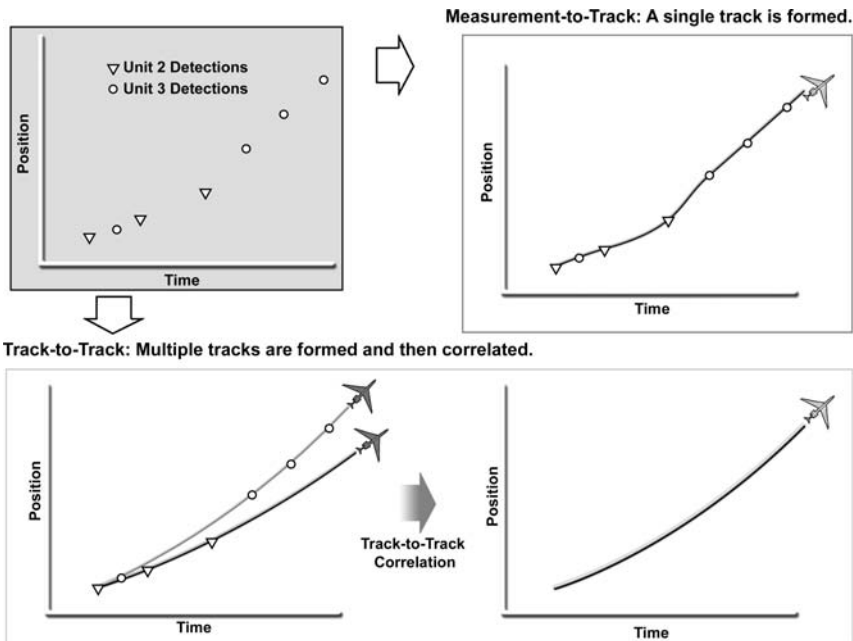 Measurement-to-Track: A single track is formed.
Unit 2 Detections
Unit 3 Detections
Position
Time
Position
Time
Track-to-Track: Multiple tracks are formed and then correlated.
Position
Time
Track-to-Track
Correlation
Position
Time